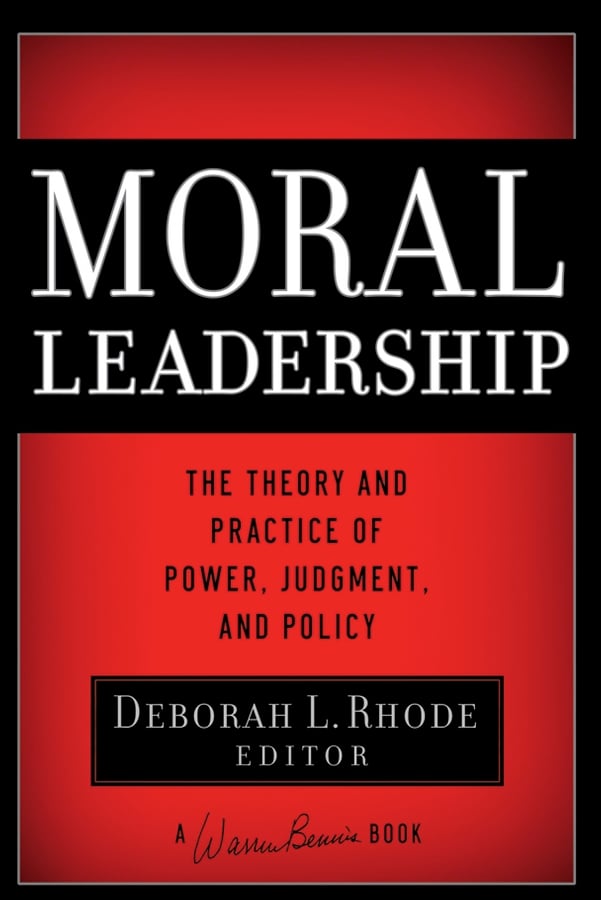 MORAL
LEADERSHIP
THE THEORY AND
PRACTICE OF
POWER, JUDGMENT,
AND POLICY
DEBORAH L. RHODE
EDITOR
A Warren Bennis BOOK